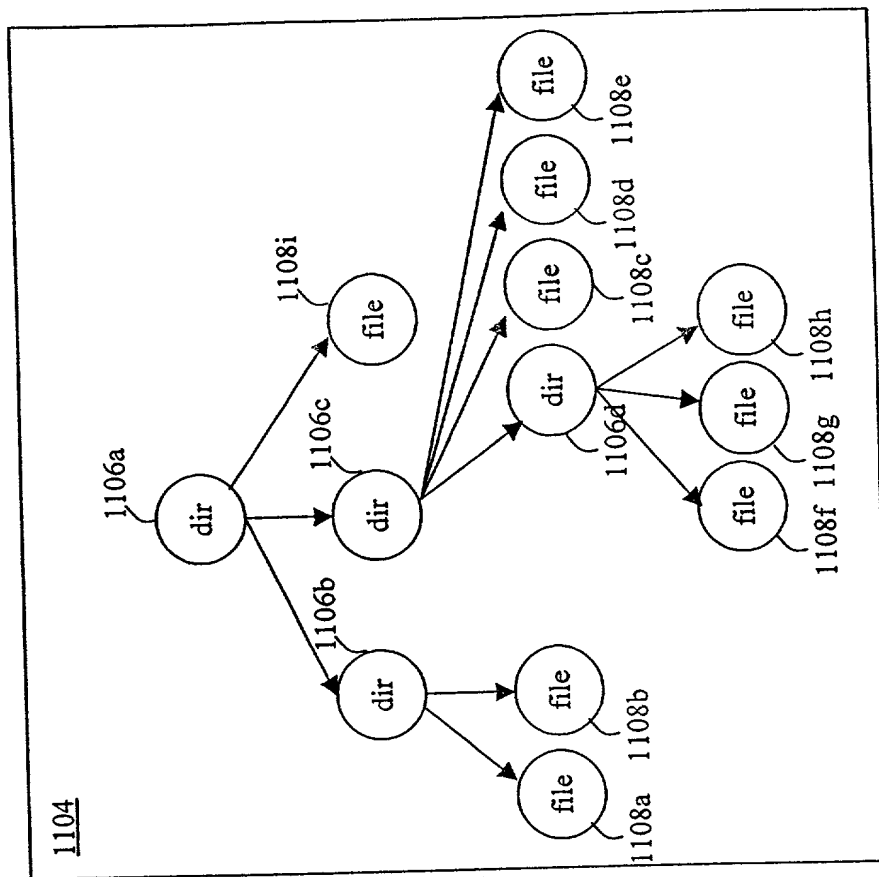 1104
1106a
dir
1106b
1106c
1108i
dir
dir
file
file
file
dir
file
file
file
1108a
1108b
1106d
1108c
1108d
1108e
file
file
file
1108f
1108g
1108h